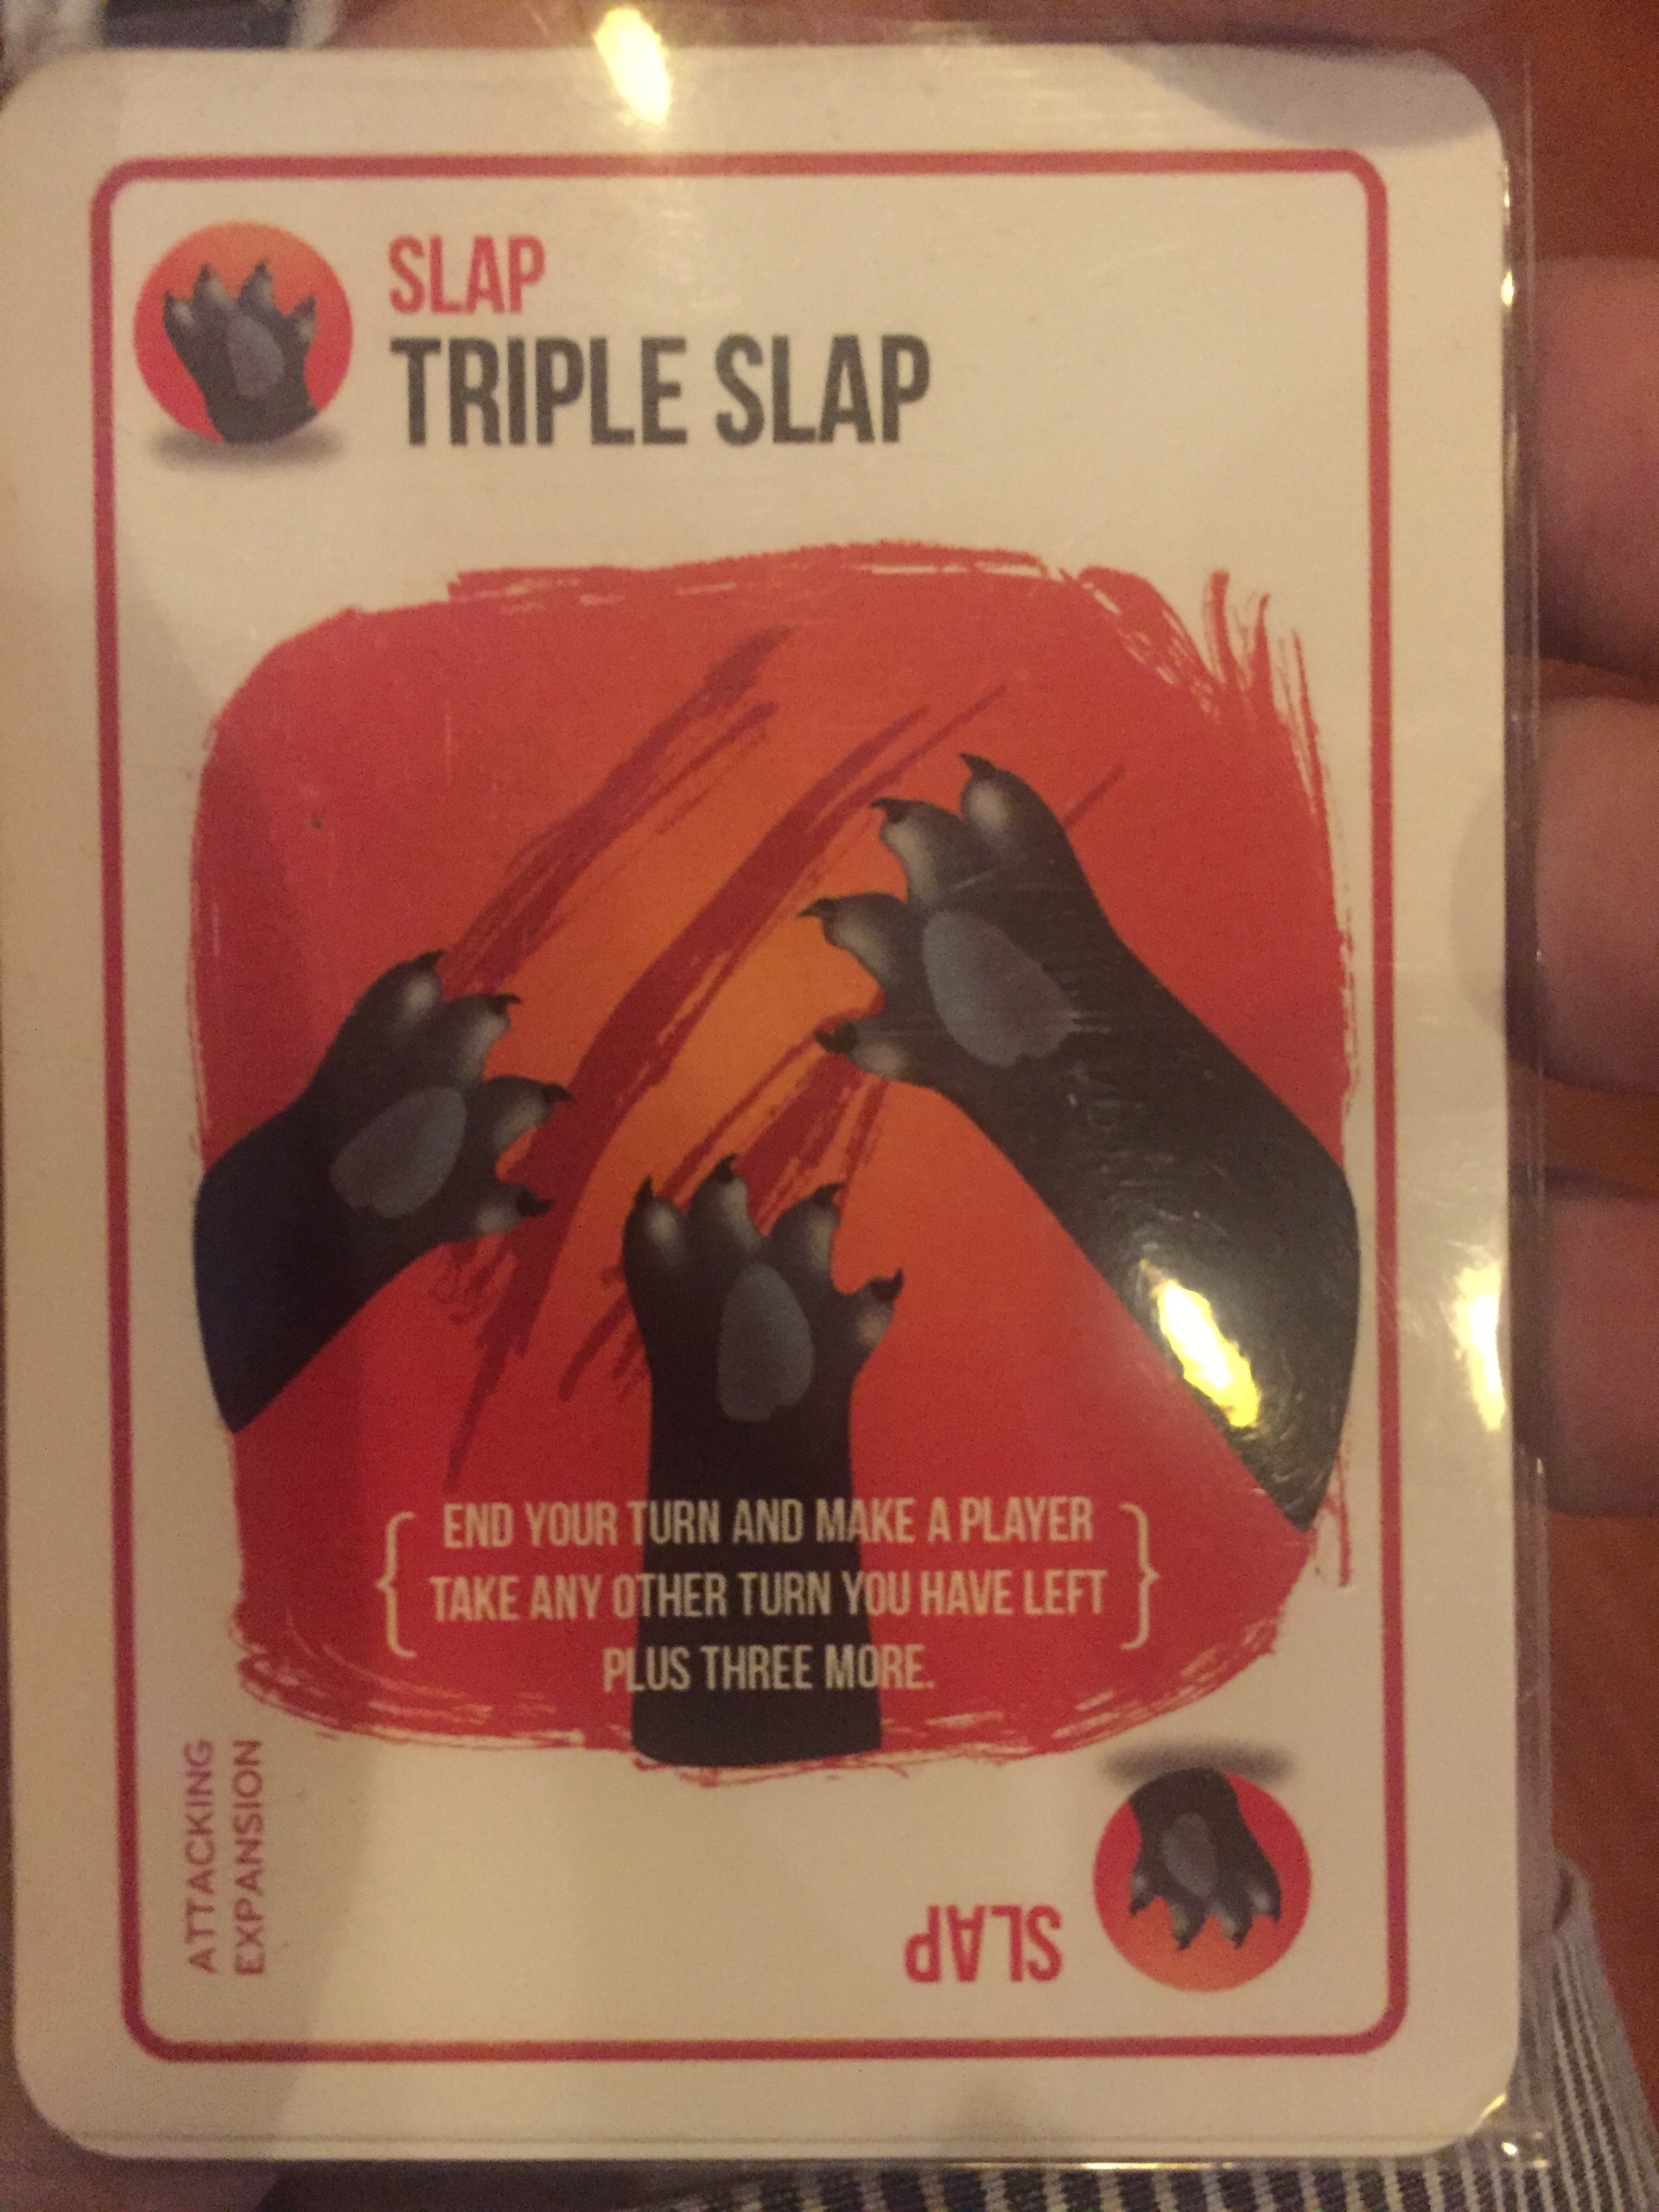 SLAP
TRIPLE SLAP
END YOUR TURN AND MAKE A PLAYER
TAKE ANY OTHER TURN YOU HAVE LEFT
PLUS THREE MORE.
ATTACKING
EXPANSION
SLAP